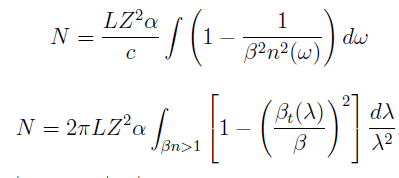 N = \frac{LZ^2\alpha}{c} \int \left(1 - \frac{1}{\beta^2 n^2(\omega)}\right) d\omega
N = 2\pi LZ^2\alpha \int_{\beta n>1} \left[1 - \left(\frac{\beta_t(\lambda)}{\beta}\right)^2\right] \frac{d\lambda}{\lambda^2}